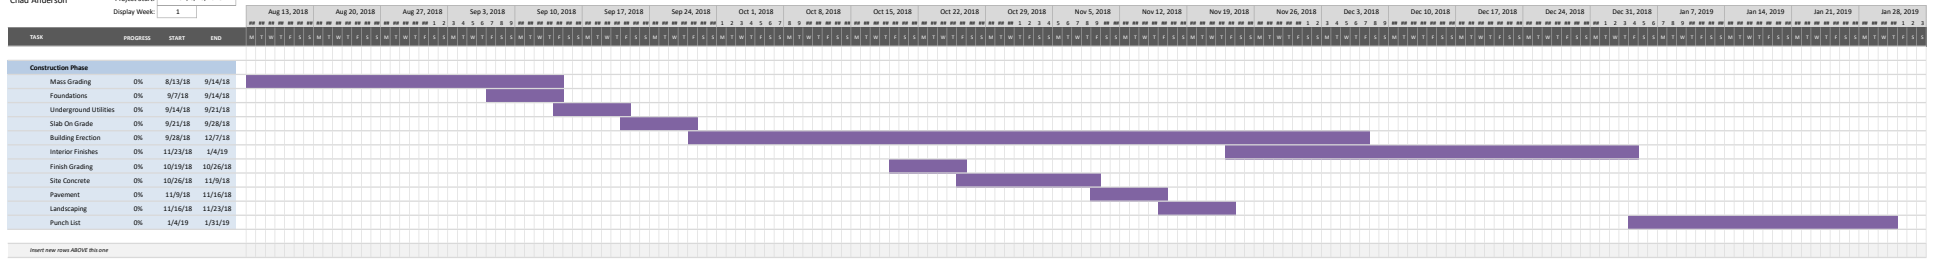 Chad Anderson
Display Week: 1
Aug 13, 2018 Aug 20, 2018 Aug 27, 2018 Sep 3, 2018 Sep 10, 2018 Sep 17, 2018 Sep 24, 2018 Oct 1, 2018 Oct 8, 2018 Oct 15, 2018 Oct 22, 2018 Oct 29, 2018 Nov 5, 2018 Nov 12, 2018 Nov 19, 2018 Nov 26, 2018 Dec 3, 2018 Dec 10, 2018 Dec 17, 2018 Dec 24, 2018 Dec 31, 2018 Jan 7, 2019 Jan 14, 2019 Jan 21, 2019 Jan 28, 2019
TASK PROGRESS START END M T W T F S S M T W T F S S M T W T F S S M T W T F S S M T W T F S S M T W T F S S M T W T F S S M T W T F S S M T W T F S S M T W T F S S M T W T F S S M T W T F S S M T W T F S S M T W T F S S M T W T F S S M T W T F S S M T W T F S S M T W T F S S M T W T F S S M T W T F S S M T W T F S S M T W T F S S M T W T F S S M T W T F S S M T W T F S S
Construction Phase
Mass Grading 0% 8/13/18 9/14/18
Foundations 0% 9/7/18 9/14/18
Underground Utilities 0% 9/14/18 9/21/18
Slab On Grade 0% 9/21/18 9/28/18
Building Erection 0% 9/28/18 12/7/18
Interior Finishes 0% 11/23/18 1/4/19
Finish Grading 0% 10/19/18 10/26/18
Site Concrete 0% 10/26/18 11/9/18
Pavement 0% 11/9/18 11/16/18
Landscaping 0% 11/16/18 11/23/18
Punch List 0% 1/4/19 1/31/19
Insert new rows ABOVE this one